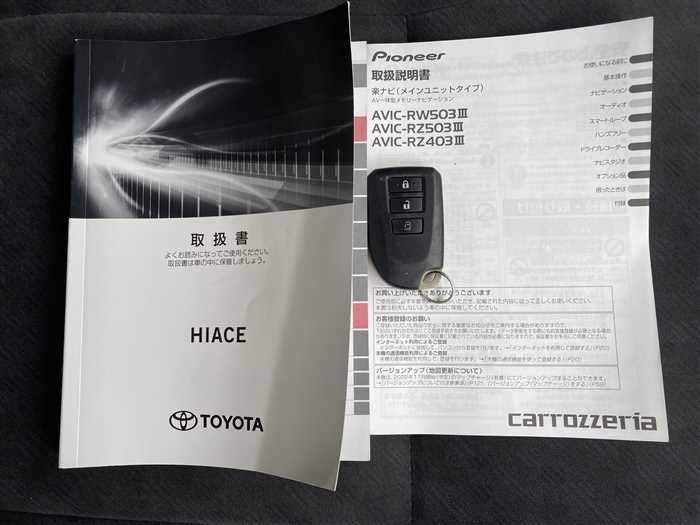 取扱書
よくお読みになってご使用ください。
取扱書は車の中に保管しましょう。
HIACE
TOYOTA
Pioneer
取扱説明書
楽ナビ(メインユニットタイプ)
AV一体型メモリーナビゲーション
AVIC-RW503Ⅲ
AVIC-RZ503Ⅲ
AVIC-RZ403Ⅲ
お使いになる前に
基本操作
ナビゲーション
オーディオ
スマートループ
ハンズフリー
ドライブレコーダー
ナビスタジオ
オプション品
困ったときは
付録
お買い上げいただきありがとうございます
お客様登録のお願い
インターネット利用によるご登録
本機の通信機能利用によるご登録
バージョンアップ(地図更新について)
carrozzeria